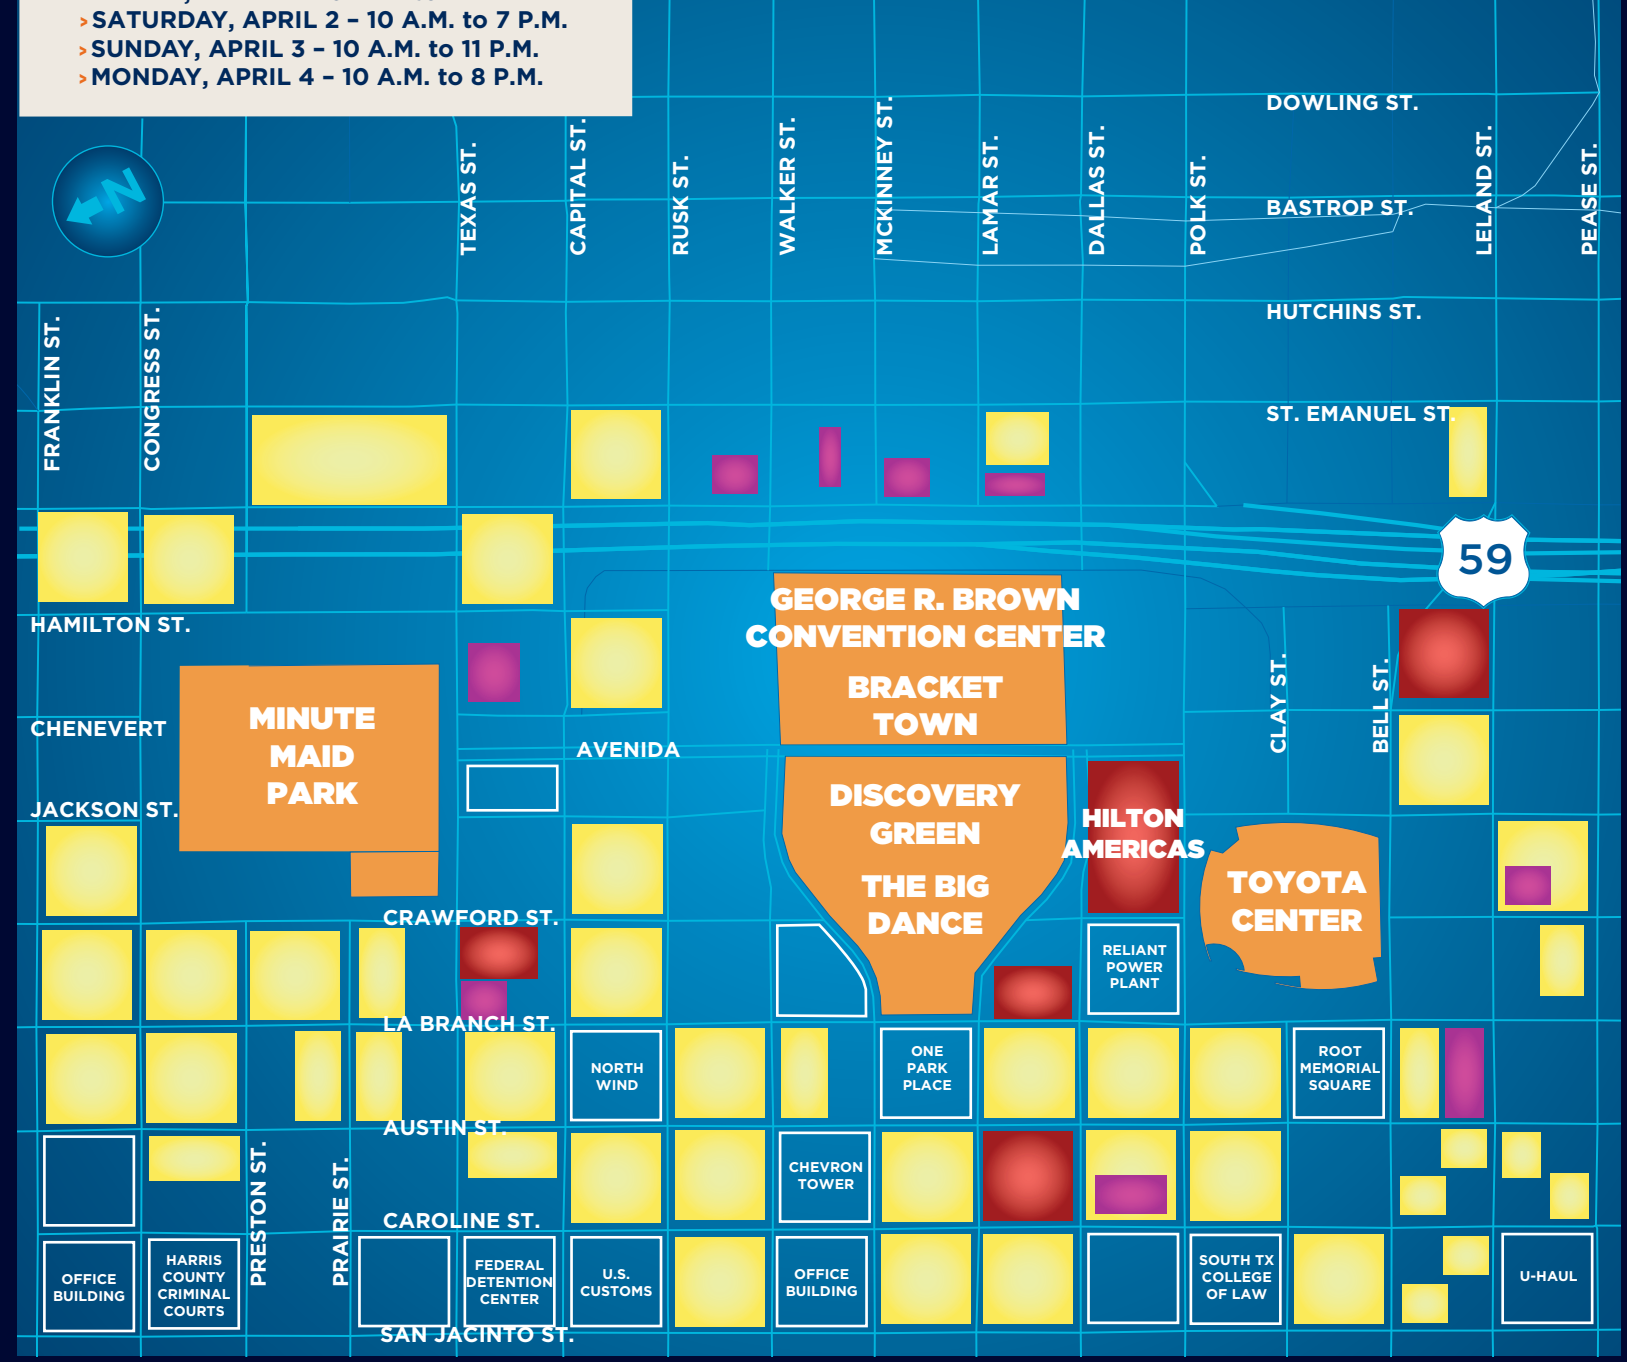 > SATURDAY, APRIL 2 – 10 A.M. to 7 P.M.
> SUNDAY, APRIL 3 – 10 A.M. to 11 P.M.
> MONDAY, APRIL 4 – 10 A.M. to 8 P.M.
N
DOWLING ST.
BASTROP ST.
HUTCHINS ST.
ST. EMANUEL ST.
TEXAS ST.
CAPITAL ST.
RUSK ST.
WALKER ST.
MCKINNEY ST.
LAMAR ST.
DALLAS ST.
POLK ST.
LELAND ST.
PEASE ST.
FRANKLIN ST.
CONGRESS ST.
59
HAMILTON ST.
CHENEVERT
JACKSON ST.
MINUTE
MAID
PARK
AVENIDA
GEORGE R. BROWN
CONVENTION CENTER
BRACKET
TOWN
DISCOVERY
GREEN
THE BIG
DANCE
HILTON
AMERICAS
CLAY ST.
BELL ST.
TOYOTA
CENTER
CRAWFORD ST.
RELIANT
POWER
PLANT
LA BRANCH ST.
NORTH
WIND
ONE
PARK
PLACE
ROOT
MEMORIAL
SQUARE
AUSTIN ST.
PRESTON ST.
PRAIRIE ST.
CHEVRON
TOWER
CAROLINE ST.
OFFICE
BUILDING
HARRIS
COUNTY
CRIMINAL
COURTS
FEDERAL
DETENTION
CENTER
U.S.
CUSTOMS
OFFICE
BUILDING
SOUTH TX
COLLEGE
OF LAW
U-HAUL
SAN JACINTO ST.